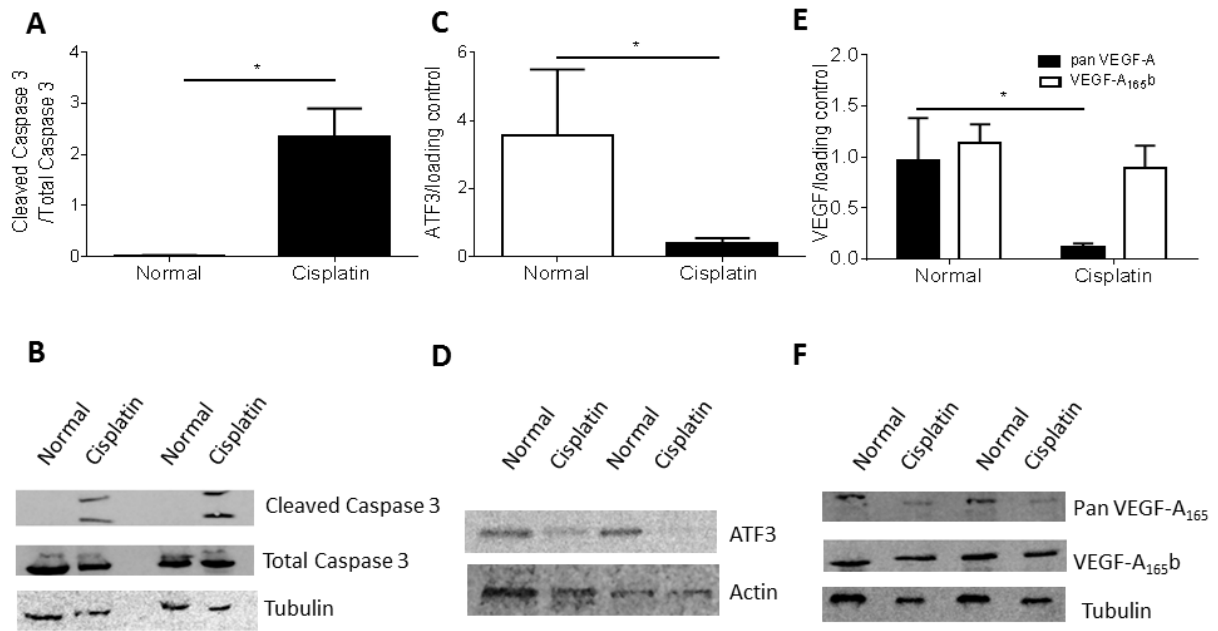 A
Cleaved Caspase 3
/Total Caspase 3
4
3
2
1
0
*
Normal
Cisplatin
C
ATF3/loading control
6
4
2
0
*
Normal
Cisplatin
E
VEGF/loading control
2.0
1.5
1.0
0.5
0.0
*
pan VEGF-A
VEGF-A₁₆₅b
Normal
Cisplatin
B
Normal
Cisplatin
Normal
Cisplatin
Cleaved Caspase 3
Total Caspase 3
Tubulin
D
Normal
Cisplatin
Normal
Cisplatin
ATF3
Actin
F
Normal
Cisplatin
Normal
Cisplatin
Pan VEGF-A₁₆₅
VEGF-A₁₆₅b
Tubulin